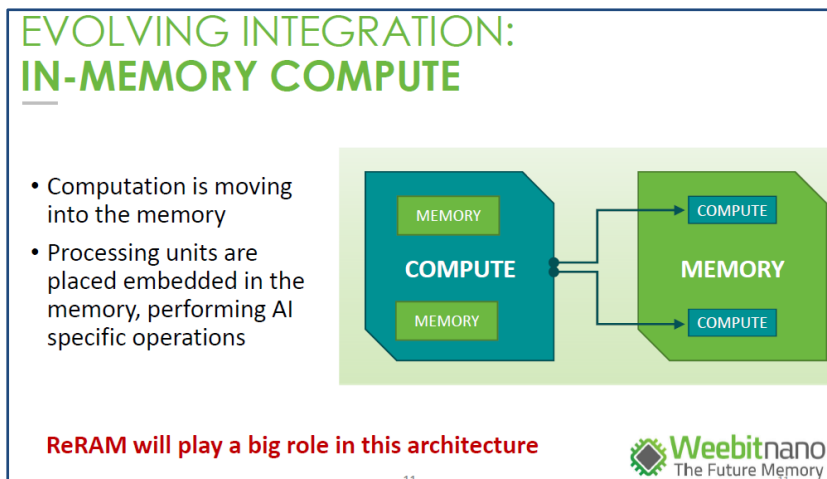 EVOLVING INTEGRATION:
IN-MEMORY COMPUTE
• Computation is moving
into the memory
• Processing units are
placed embedded in the
memory, performing AI
specific operations
MEMORY
COMPUTE
MEMORY
COMPUTE
MEMORY
COMPUTE
ReRAM will play a big role in this architecture
Weebitnano
The Future Memory